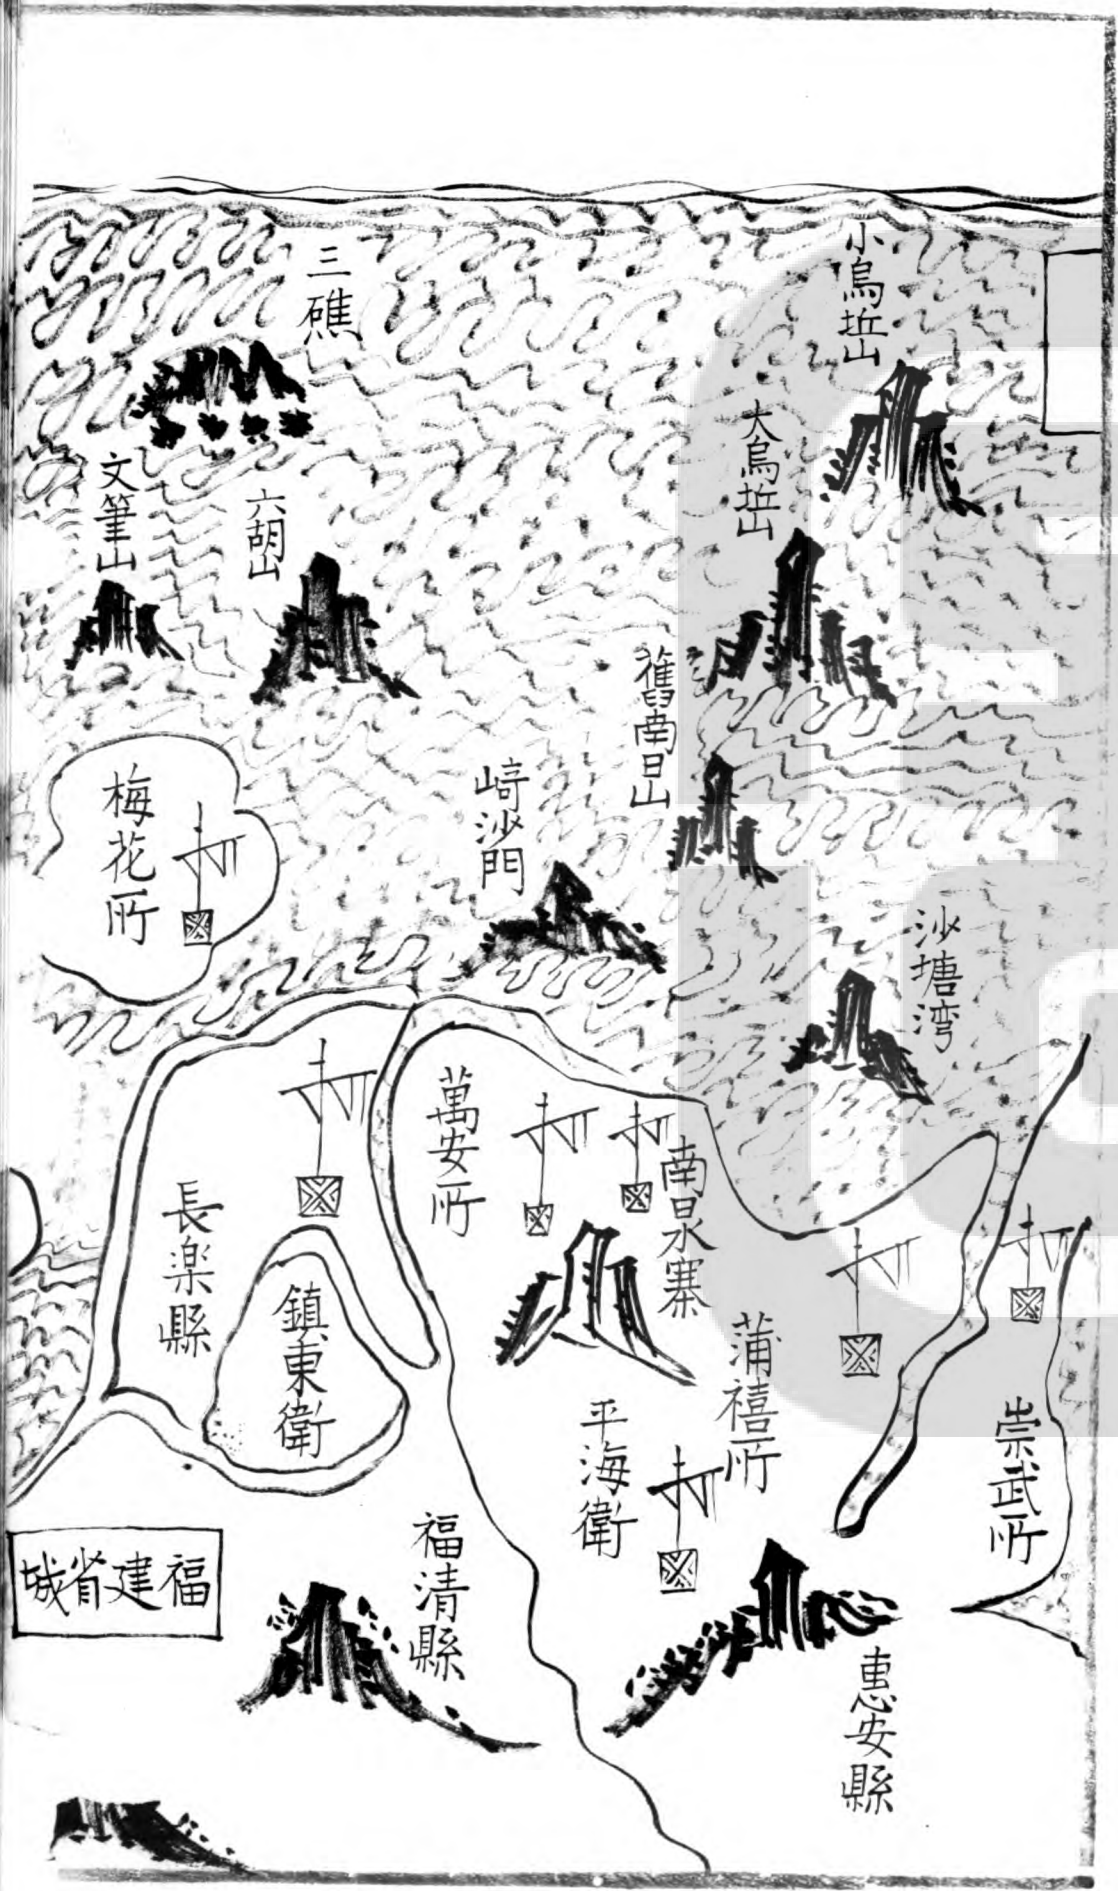 小烏坵山
大烏坵山
三礁
六胡山
文筆山
舊南日山
崎沙門
沙塘湾
梅花所
萬安所
南日水寨
長楽縣
鎮東衛
蒲禧所
平海衛
崇武所
福清縣
惠安縣
福建省城